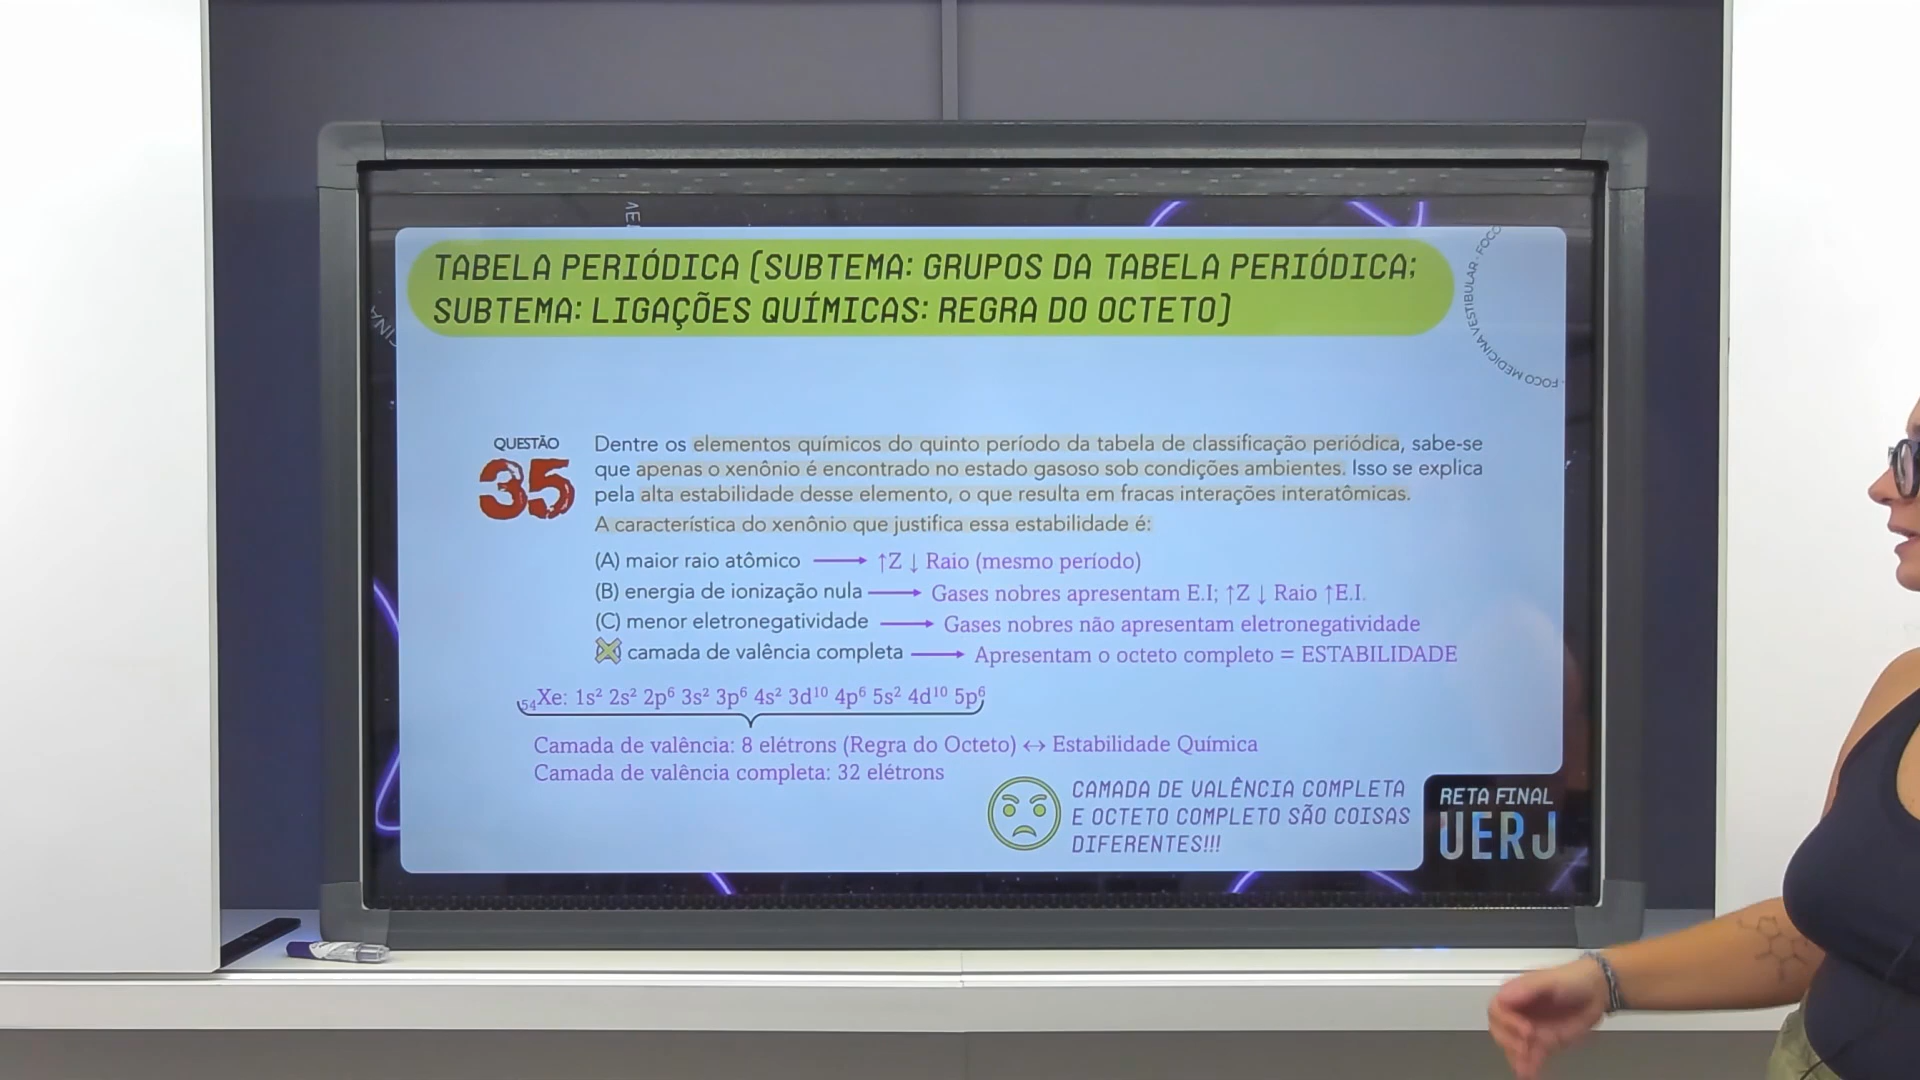 TABELA PERIÓDICA (SUBTEMA: GRUPOS DA TABELA PERIÓDICA;
SUBTEMA: LIGAÇÕES QUÍMICAS: REGRA DO OCTETO)
VESTIBULAR - FOCO
- FOCO MEDICINA
QUESTÃO
35
Dentre os elementos químicos do quinto período da tabela de classificação periódica, sabe-se
que apenas o xenônio é encontrado no estado gasoso sob condições ambientes. Isso se explica
pela alta estabilidade desse elemento, o que resulta em fracas interações interatômicas.
A característica do xenônio que justifica essa estabilidade é:
(A) maior raio atômico → ↑Z ↓ Raio (mesmo período)
(B) energia de ionização nula → Gases nobres apresentam E.I; ↑Z ↓ Raio ↑E.I.
(C) menor eletronegatividade → Gases nobres não apresentam eletronegatividade
camada de valência completa → Apresentam o octeto completo = ESTABILIDADE
₅₄Xe: 1s² 2s² 2p⁶ 3s² 3p⁶ 4s² 3d¹⁰ 4p⁶ 5s² 4d¹⁰ 5p⁶
Camada de valência: 8 elétrons (Regra do Octeto) ↔ Estabilidade Química
Camada de valência completa: 32 elétrons
CAMADA DE VALÊNCIA COMPLETA
E OCTETO COMPLETO SÃO COISAS
DIFERENTES!!!
RETA FINAL
UERJ